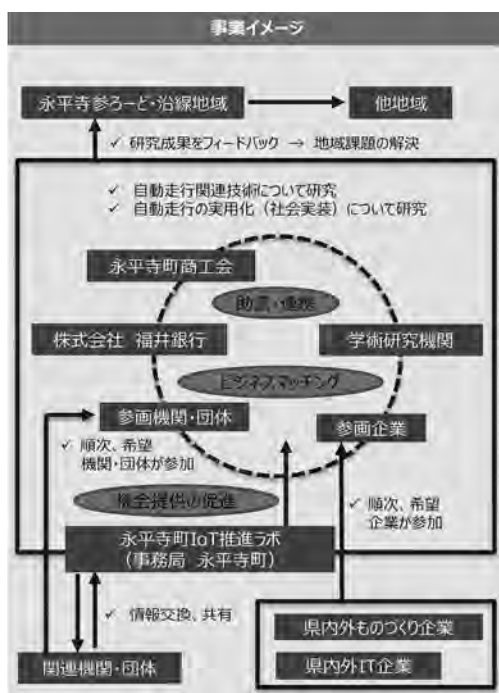 事業イメージ
永平寺参ろーど・沿線地域
他地域
✓ 研究成果をフィードバック → 地域課題の解決
✓ 自動走行関連技術について研究
✓ 自動走行の実用化（社会実装）について研究
永平寺町商工会
助言・連携
株式会社 福井銀行
学術研究機関
ビジネスマッチング
参画機関・団体
参画企業
✓ 順次、希望
機関・団体が参加
機会提供の促進
✓ 順次、希望
企業が参加
永平寺町IoT推進ラボ
（事務局 永平寺町）
✓ 情報交換、共有
県内外ものづくり企業
関連機関・団体
県内外IT企業